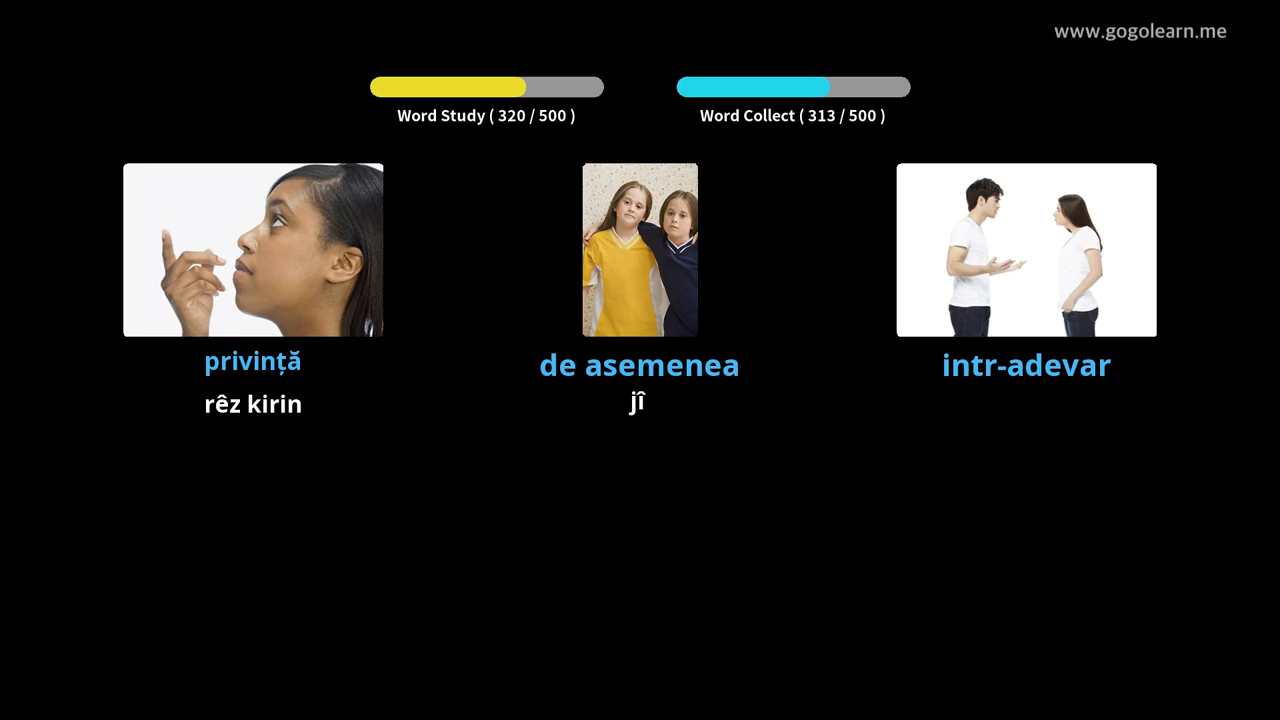 www.gogolearn.me
Word Study ( 320 / 500 )
Word Collect ( 313 / 500 )
privință
rêz kirin
de asemenea
jî
intr-adevar